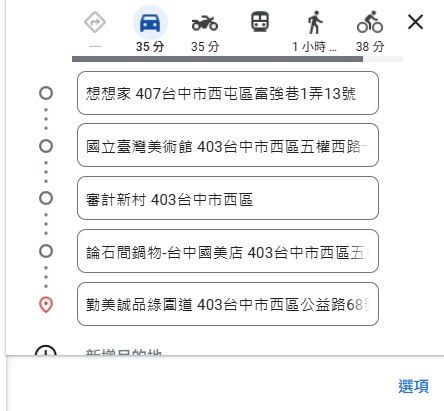 35 分
35 分
1 小時 ...
38 分
想想家 407台中市西屯區富強巷1弄13號
國立臺灣美術館 403台中市西區五權西路一
審計新村 403台中市西區
論石間鍋物-台中國美店 403台中市西區五
勤美誠品綠園道 403台中市西區公益路68號
新增目的地
選項